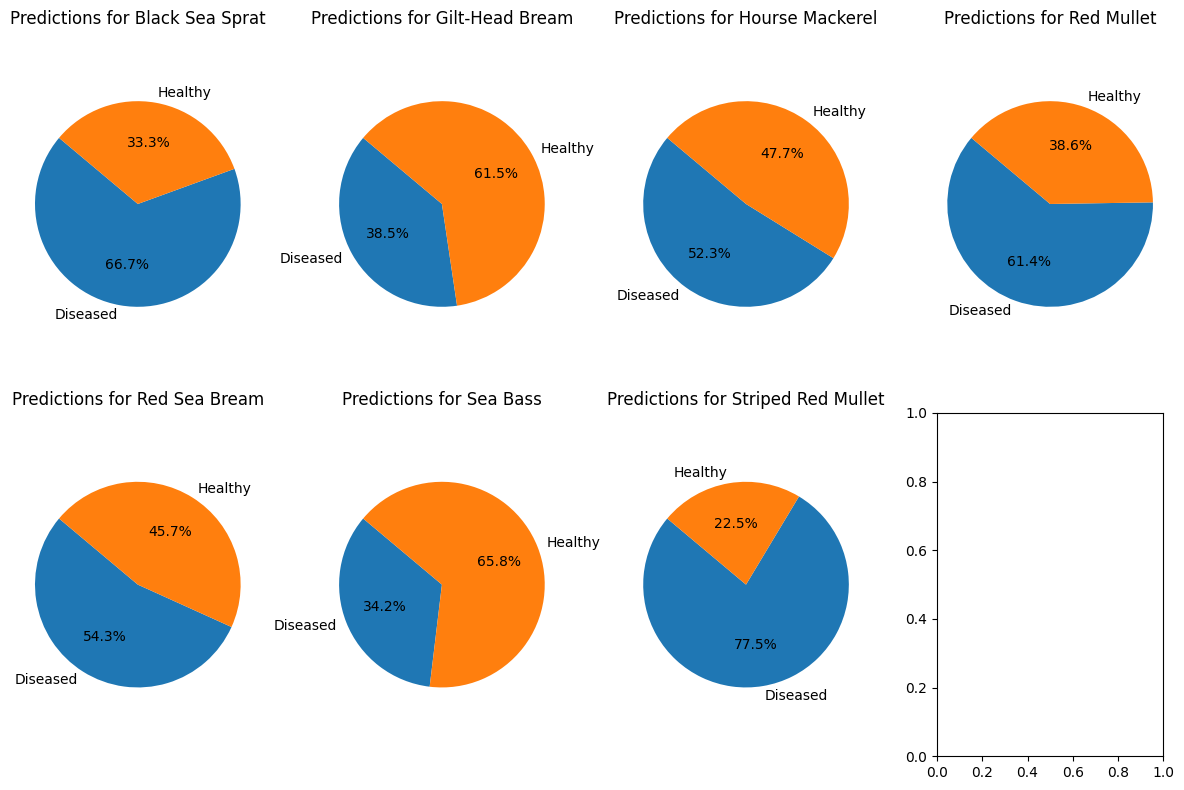 Predictions for Black Sea Sprat
Healthy
33.3%
66.7%
Diseased
Predictions for Gilt-Head Bream
Healthy
61.5%
38.5%
Diseased
Predictions for Hourse Mackerel
Healthy
47.7%
52.3%
Diseased
Predictions for Red Mullet
Healthy
38.6%
61.4%
Diseased
Predictions for Red Sea Bream
Healthy
45.7%
54.3%
Diseased
Predictions for Sea Bass
Healthy
65.8%
34.2%
Diseased
Predictions for Striped Red Mullet
Healthy
22.5%
77.5%
Diseased
1.0
0.8
0.6
0.4
0.2
0.0
0.0 0.2 0.4 0.6 0.8 1.0